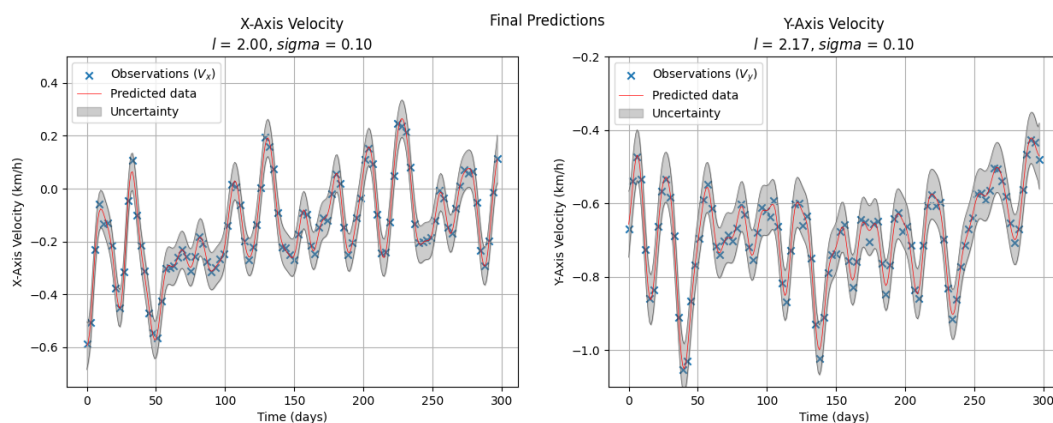 Final Predictions
X-Axis Velocity
l = 2.00, sigma = 0.10
Observations (Vx)
Predicted data
Uncertainty
0.4
0.2
0.0
−0.2
−0.4
−0.6
X-Axis Velocity (km/h)
0
50
100
150
200
250
300
Time (days)
Y-Axis Velocity
l = 2.17, sigma = 0.10
Observations (Vy)
Predicted data
Uncertainty
−0.2
−0.4
−0.6
−0.8
−1.0
Y-Axis Velocity (km/h)
0
50
100
150
200
250
300
Time (days)